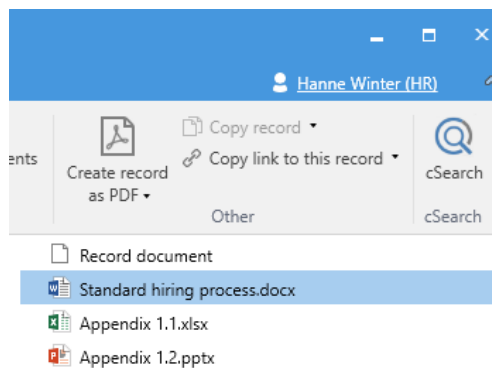 Hanne Winter (HR)
Copy record
ents
Create record
as PDF
Copy link to this record
cSearch
Other
cSearch
Record document
Standard hiring process.docx
Appendix 1.1.xlsx
Appendix 1.2.pptx